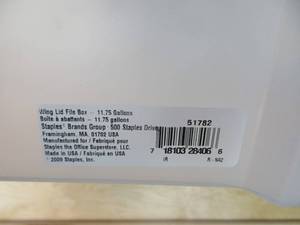 Wing Lid File Box - 11.75 Gallons
Boîte à abattants - 11.75 gallons
Staples® Brands Group · 500 Staples Drive
Framingham, MA. 01702 USA
Manufactured for / Fabriqué pour
Staples the Office Superstore, LLC.
Made in USA / Fabriqué en USA
© 2009 Staples, Inc.
51782
7 18103 28406 6